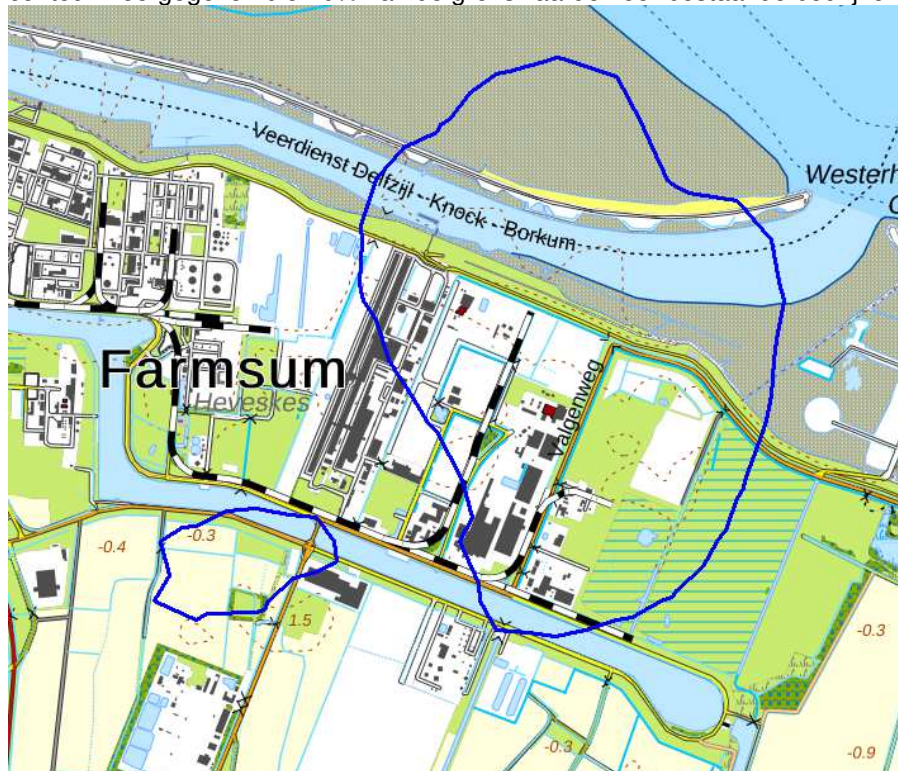 Veerdienst Delfzijl - Knock - Borkum
Westerh
Farmsum
Heveskes
Valgenweg
-0.4
-0.3
1.5
-0.3
-0.3
-0.9